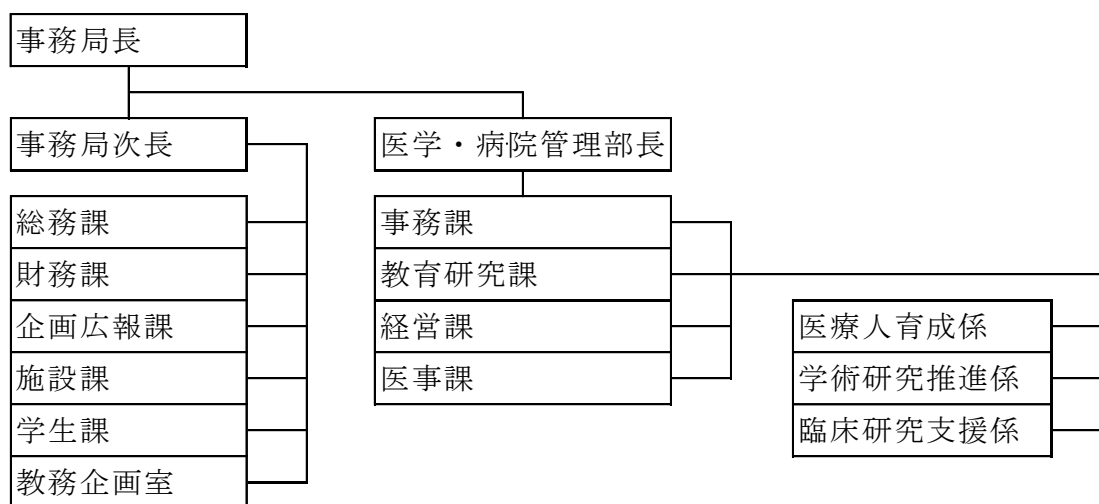 事務局長
事務局次長
医学・病院管理部長
総務課
財務課
企画広報課
施設課
学生課
教務企画室
事務課
教育研究課
経営課
医事課
医療人育成係
学術研究推進係
臨床研究支援係